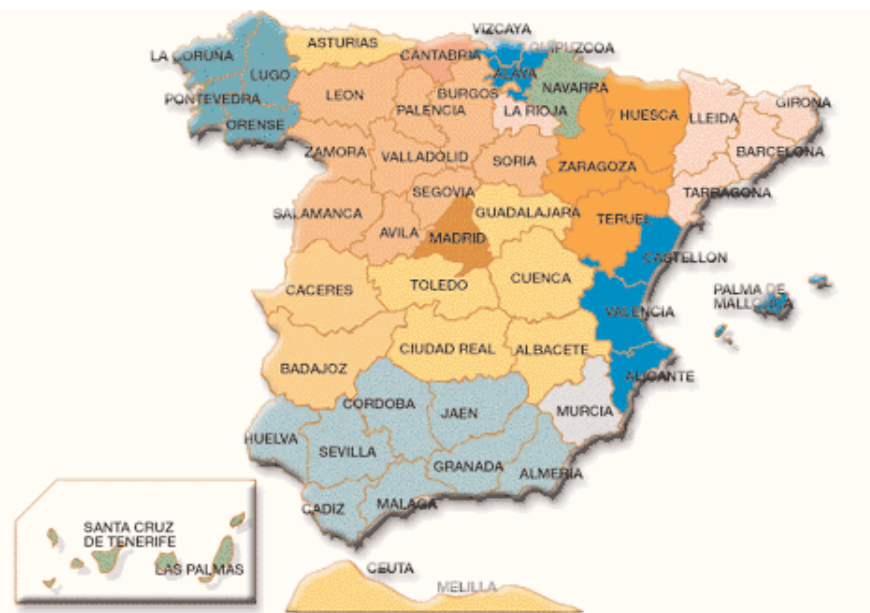 VIZCAYA
LA CORUÑA
ASTURIAS
CANTABRIA
GUIPUZCOA
LUGO
ALAVA
NAVARRA
PONTEVEDRA
LEON
BURGOS
PALENCIA
LA RIOJA
HUESCA
LLEIDA
GIRONA
ORENSE
ZAMORA
VALLADOLID
SORIA
ZARAGOZA
BARCELONA
SEGOVIA
TARRAGONA
SALAMANCA
AVILA
MADRID
GUADALAJARA
TERUEL
CASTELLON
CACERES
TOLEDO
CUENCA
VALENCIA
PALMA DE
MALLORCA
BADAJOZ
CIUDAD REAL
ALBACETE
ALICANTE
CORDOBA
JAEN
MURCIA
HUELVA
SEVILLA
GRANADA
ALMERIA
CADIZ
MALAGA
SANTA CRUZ
DE TENERIFE
LAS PALMAS
CEUTA
MELILLA